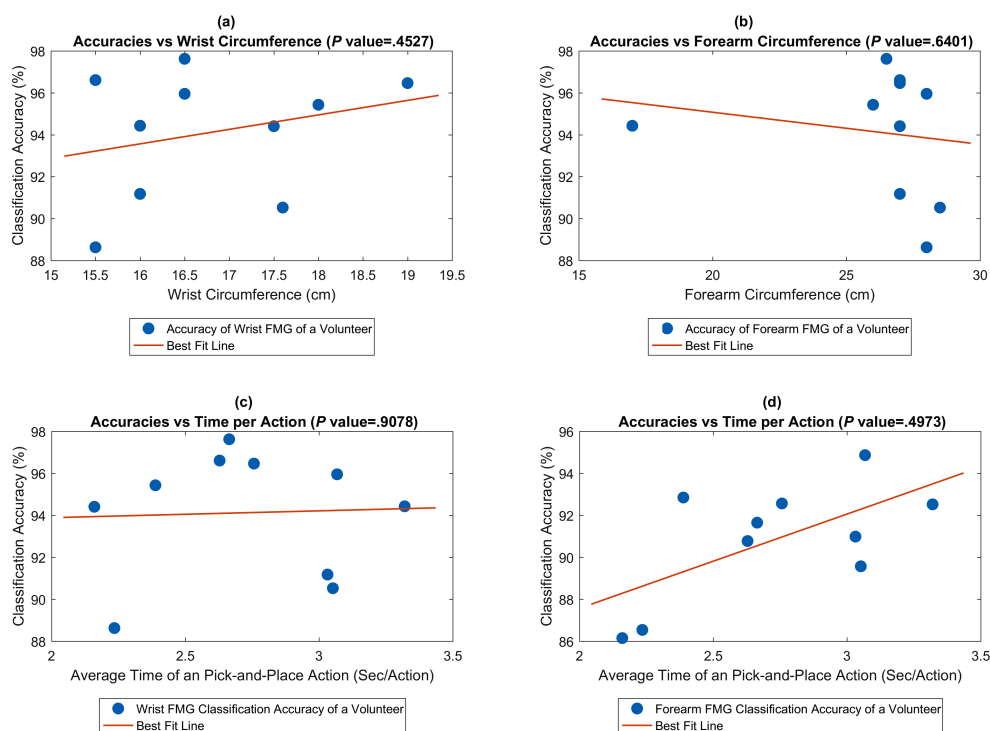 (a)
Accuracies vs Wrist Circumference (P value=.4527)
Classification Accuracy (%)
98
96
94
92
90
88
15 15.5 16 16.5 17 17.5 18 18.5 19 19.5
Wrist Circumference (cm)
Accuracy of Wrist FMG of a Volunteer
Best Fit Line
(b)
Accuracies vs Forearm Circumference (P value=.6401)
Classification Accuracy (%)
98
96
94
92
90
88
15 20 25 30
Forearm Circumference (cm)
Accuracy of Forearm FMG of a Volunteer
Best Fit Line
(c)
Accuracies vs Time per Action (P value=.9078)
Classification Accuracy (%)
98
96
94
92
90
88
2 2.5 3 3.5
Average Time of an Pick-and-Place Action (Sec/Action)
Wrist FMG Classification Accuracy of a Volunteer
Best Fit Line
(d)
Accuracies vs Time per Action (P value=.4973)
Classification Accuracy (%)
96
94
92
90
88
86
2 2.5 3 3.5
Average Time of an Pick-and-Place Action (Sec/Action)
Forearm FMG Classification Accuracy of a Volunteer
Best Fit Line